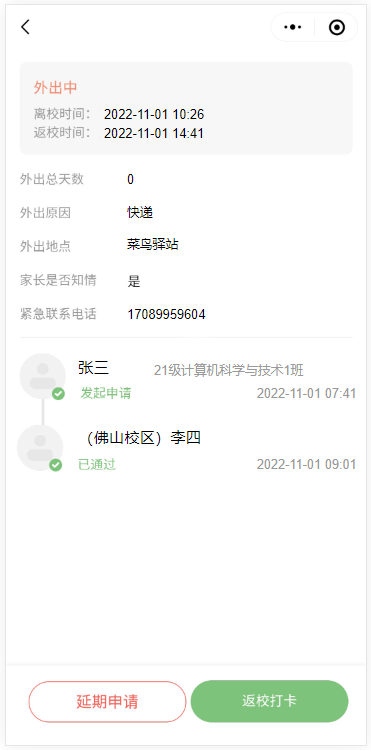 外出中
离校时间： 2022-11-01 10:26
返校时间： 2022-11-01 14:41
外出总天数 0
外出原因 快递
外出地点 菜鸟驿站
家长是否知情 是
紧急联系电话 17089959604
张三 21级计算机科学与技术1班
发起申请 2022-11-01 07:41
（佛山校区）李四
已通过 2022-11-01 09:01
延期申请 返校打卡